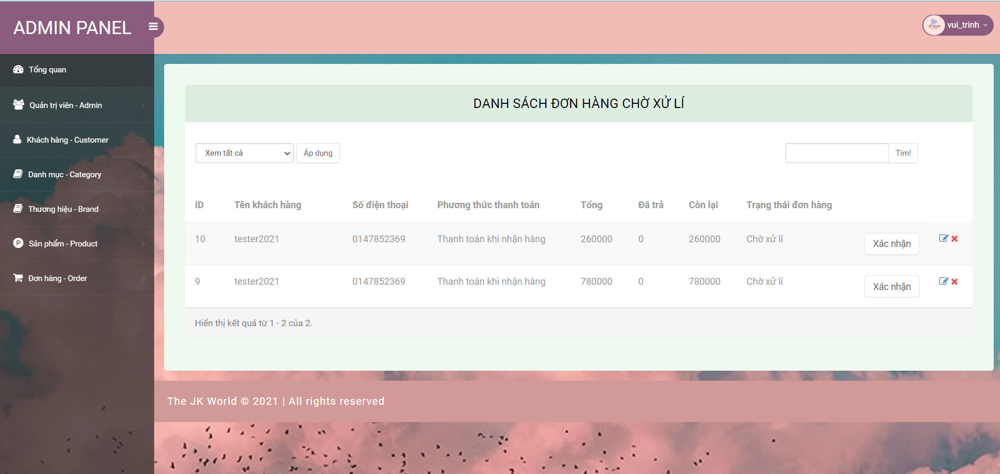 ADMIN PANEL
vui_trinh
Tổng quan
Quản trị viên - Admin
Khách hàng - Customer
Danh mục - Category
Thương hiệu - Brand
Sản phẩm - Product
Đơn hàng - Order
DANH SÁCH ĐƠN HÀNG CHỜ XỬ LÍ
Xem tất cả Áp dụng Tìm!
ID Tên khách hàng Số điện thoại Phương thức thanh toán Tổng Đã trả Còn lại Trạng thái đơn hàng
10 tester2021 0147852369 Thanh toán khi nhận hàng 260000 0 260000 Chờ xử lí Xác nhận
9 tester2021 0147852369 Thanh toán khi nhận hàng 780000 0 780000 Chờ xử lí Xác nhận
Hiển thị kết quả từ 1 - 2 của 2.
The JK World © 2021 | All rights reserved